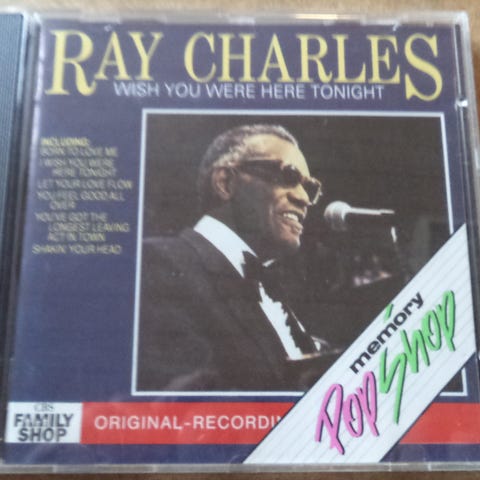 RAY CHARLES
WISH YOU WERE HERE TONIGHT
INCLUDING:
BORN TO LOVE ME
I WISH YOU WERE
HERE TONIGHT
LET YOUR LOVE FLOW
YOU FEEL GOOD ALL
OVER
YOU'VE GOT THE
LONGEST LEAVING
ACT IN TOWN
SHAKIN' YOUR HEAD
memory
Pop Shop
CBS
FAMILY
SHOP
ORIGINAL-RECORDIN